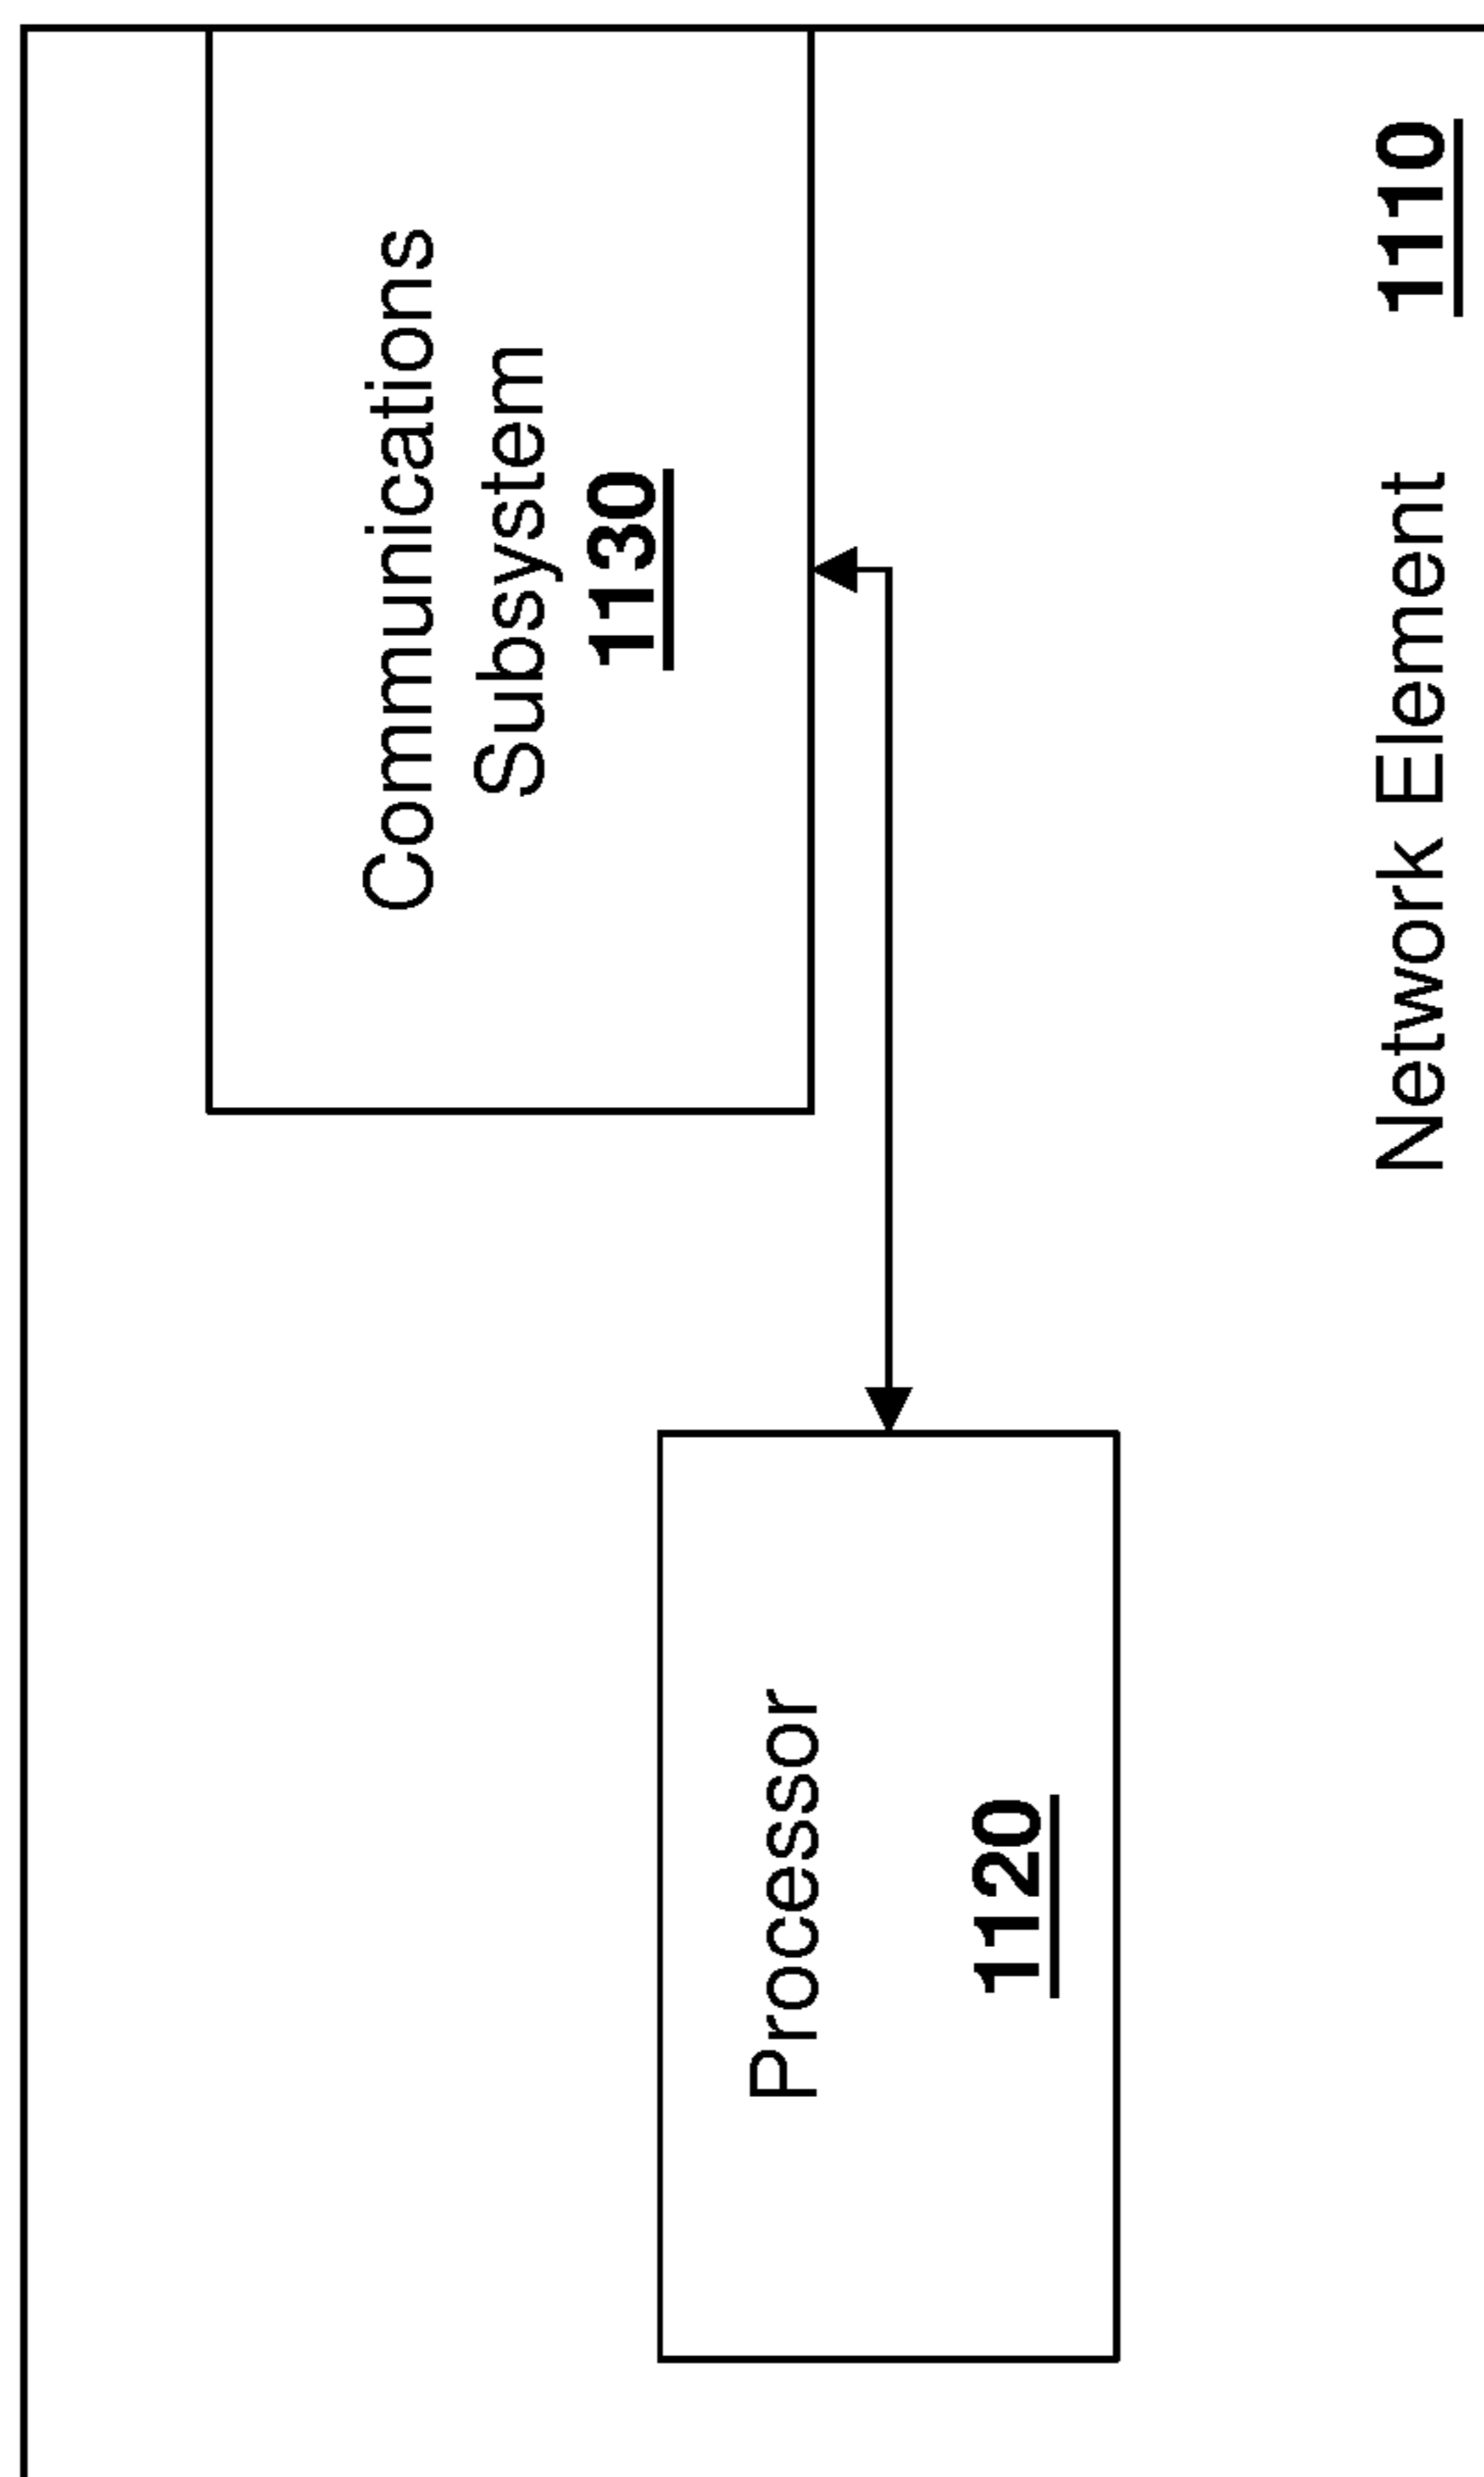 Communications
Subsystem
1130
Processor
1120
Network Element 1110